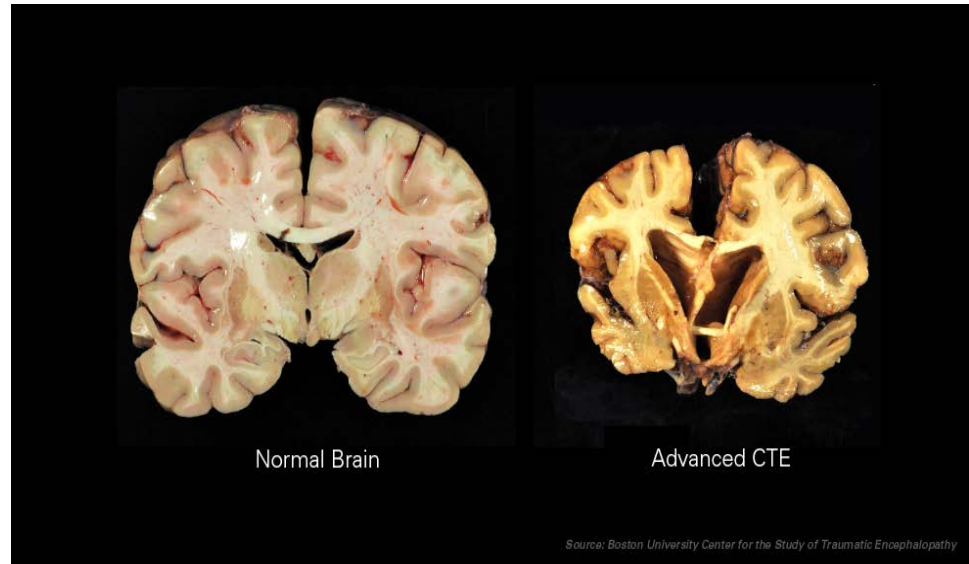 Normal Brain
Advanced CTE
Source: Boston University Center for the Study of Traumatic Encephalopathy